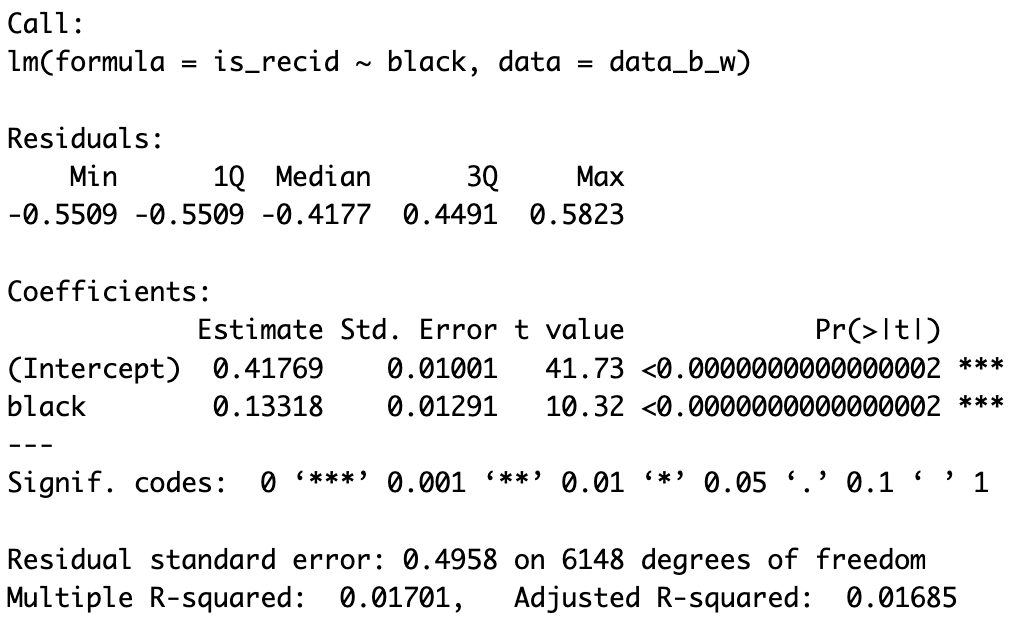 Call:
lm(formula = is_recid ~ black, data = data_b_w)
Residuals:
    Min      1Q  Median      3Q     Max
-0.5509 -0.5509 -0.4177  0.4491  0.5823
Coefficients:
            Estimate Std. Error t value            Pr(>|t|)
(Intercept)  0.41769    0.01001   41.73 <0.0000000000000002 ***
black        0.13318    0.01291   10.32 <0.0000000000000002 ***
---
Signif. codes:  0 ‘***’ 0.001 ‘**’ 0.01 ‘*’ 0.05 ‘.’ 0.1 ‘ ’ 1
Residual standard error: 0.4958 on 6148 degrees of freedom
Multiple R-squared:  0.01701,   Adjusted R-squared:  0.01685